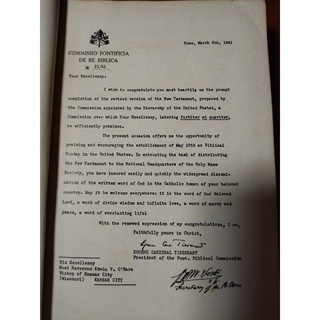 COMMISSIO PONTIFICIA
DE RE BIBLICA
N 23/41
Rome, March 6th, 1941
Your Excellency:
I wish to congratulate you most heartily on the prompt
completion of the revised version of the New Testament, prepared by
the Commission appointed by the Hierarchy of the United States, a
Commission over which Your Excellency, laboring fortiter et suaviter,
so efficiently presides.
The present occasion offers me the opportunity of
praising and encouraging the establishment of May 18th as Biblical
Sunday in the United States. In entrusting the task of distributing
the New Testament to the National Headquarters of the Holy Name
Society, you have insured easily and quickly the widespread dissemin-
ation of the written word of God in the Catholic homes of your beloved
country. May it be welcome everywhere: it is the word of Our Beloved
Lord, a word of divine wisdom and infinite love, a word of mercy and
peace, a word of everlasting life!
With the renewed expression of my congratulations, I am,
Faithfully yours in Christ,
EUGENE CARDINAL TISSERANT
President of the Pont. Biblical Commission
His Excellency
Most Reverend Edwin V. O'Hara
Bishop of Kansas City
(Missouri) KANSAS CITY